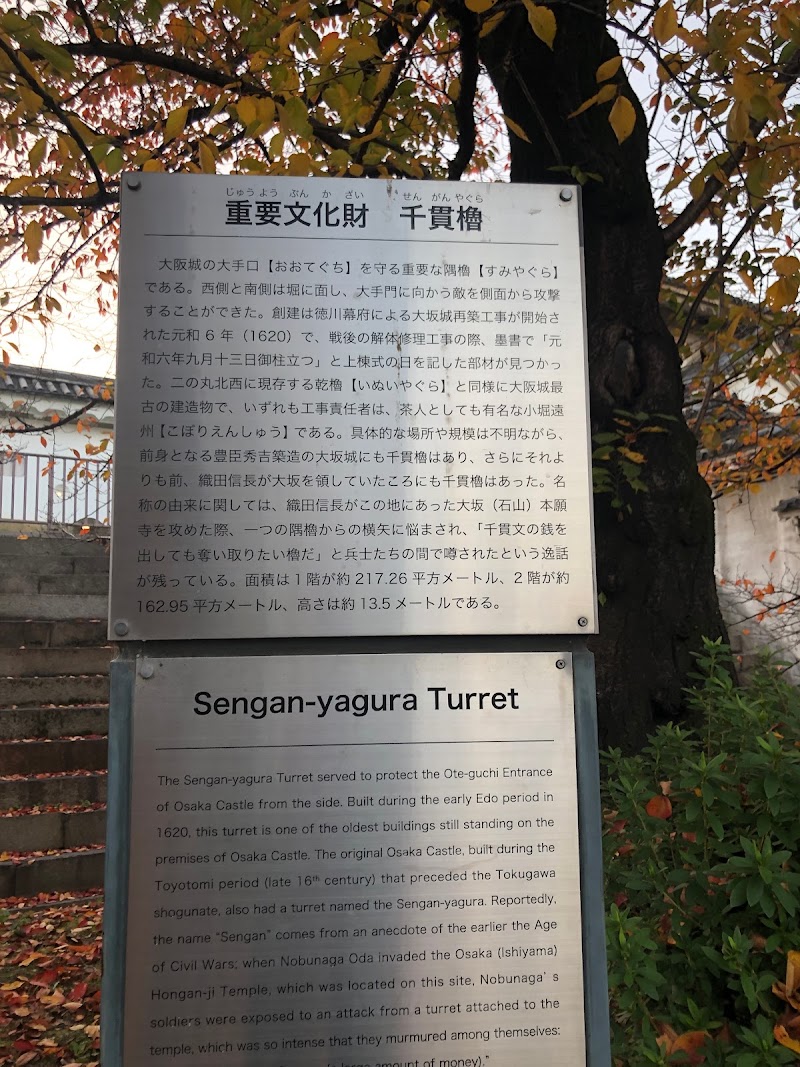 じゅう よう ぶん か ざい せん がん やぐら
重要文化財 千貫櫓
大阪城の大手口【おおてぐち】を守る重要な隅櫓【すみやぐら】
である。西側と南側は堀に面し、大手門に向かう敵を側面から攻撃
することができた。創建は徳川幕府による大坂城再築工事が開始さ
れた元和 6 年（1620）で、戦後の解体修理工事の際、墨書で「元
和六年九月十三日御柱立つ」と上棟式の日を記した部材が見つかっ
た。二の丸北西に現存する乾櫓【いぬいやぐら】と同様に大阪城最
古の建造物で、いずれも工事責任者は、茶人としても有名な小堀遠
州【こぼりえんしゅう】である。具体的な場所や規模は不明ながら、
前身となる豊臣秀吉築造の大坂城にも千貫櫓はあり、さらにそれよ
りも前、織田信長が大坂を領していたころにも千貫櫓はあった。名
称の由来に関しては、織田信長がこの地にあった大坂（石山）本願
寺を攻めた際、一つの隅櫓からの横矢に悩まされ、「千貫文の銭を
出しても奪い取りたい櫓だ」と兵士たちの間で噂されたという逸話
が残っている。面積は 1 階が約 217.26 平方メートル、2 階が約
162.95 平方メートル、高さは約 13.5 メートルである。
Sengan-yagura Turret
The Sengan-yagura Turret served to protect the Ote-guchi Entrance
of Osaka Castle from the side. Built during the early Edo period in
1620, this turret is one of the oldest buildings still standing on the
premises of Osaka Castle. The original Osaka Castle, built during the
Toyotomi period (late 16th century) that preceded the Tokugawa
shogunate, also had a turret named the Sengan-yagura. Reportedly,
the name “Sengan” comes from an anecdote of the earlier the Age
of Civil Wars; when Nobunaga Oda invaded the Osaka (Ishiyama)
Hongan-ji Temple, which was located on this site, Nobunaga’ s
soldiers were exposed to an attack from a turret attached to the
temple, which was so intense that they murmured among themselves:
large amount of money).”